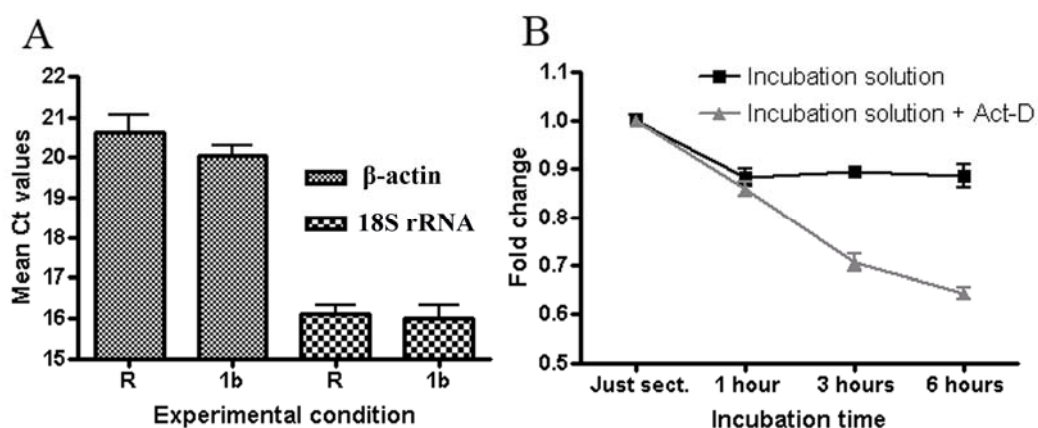 A
22
21
20
19
18
17
16
15
Mean Ct values
β-actin
18S rRNA
R
1b
R
1b
Experimental condition
B
1.1
1.0
0.9
0.8
0.7
0.6
0.5
Fold change
Incubation solution
Incubation solution + Act-D
Just sect.
1 hour
3 hours
6 hours
Incubation time